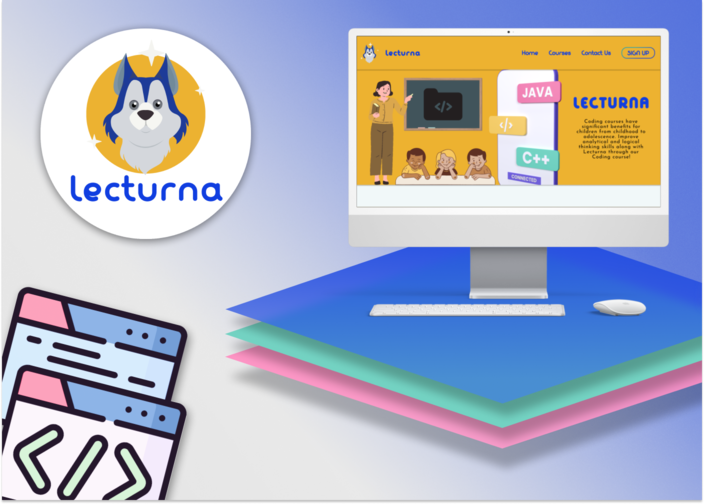 lecturna
lecturna
Home Courses Contact Us SIGN UP
JAVA
</>
</>
C++
CONNECTED
LECTURNA
Coding courses have
significant benefits for
children from childhood to
adolescence. Improve
analytical and logical
thinking skills along with
Lecturna through our
Coding course!
</>